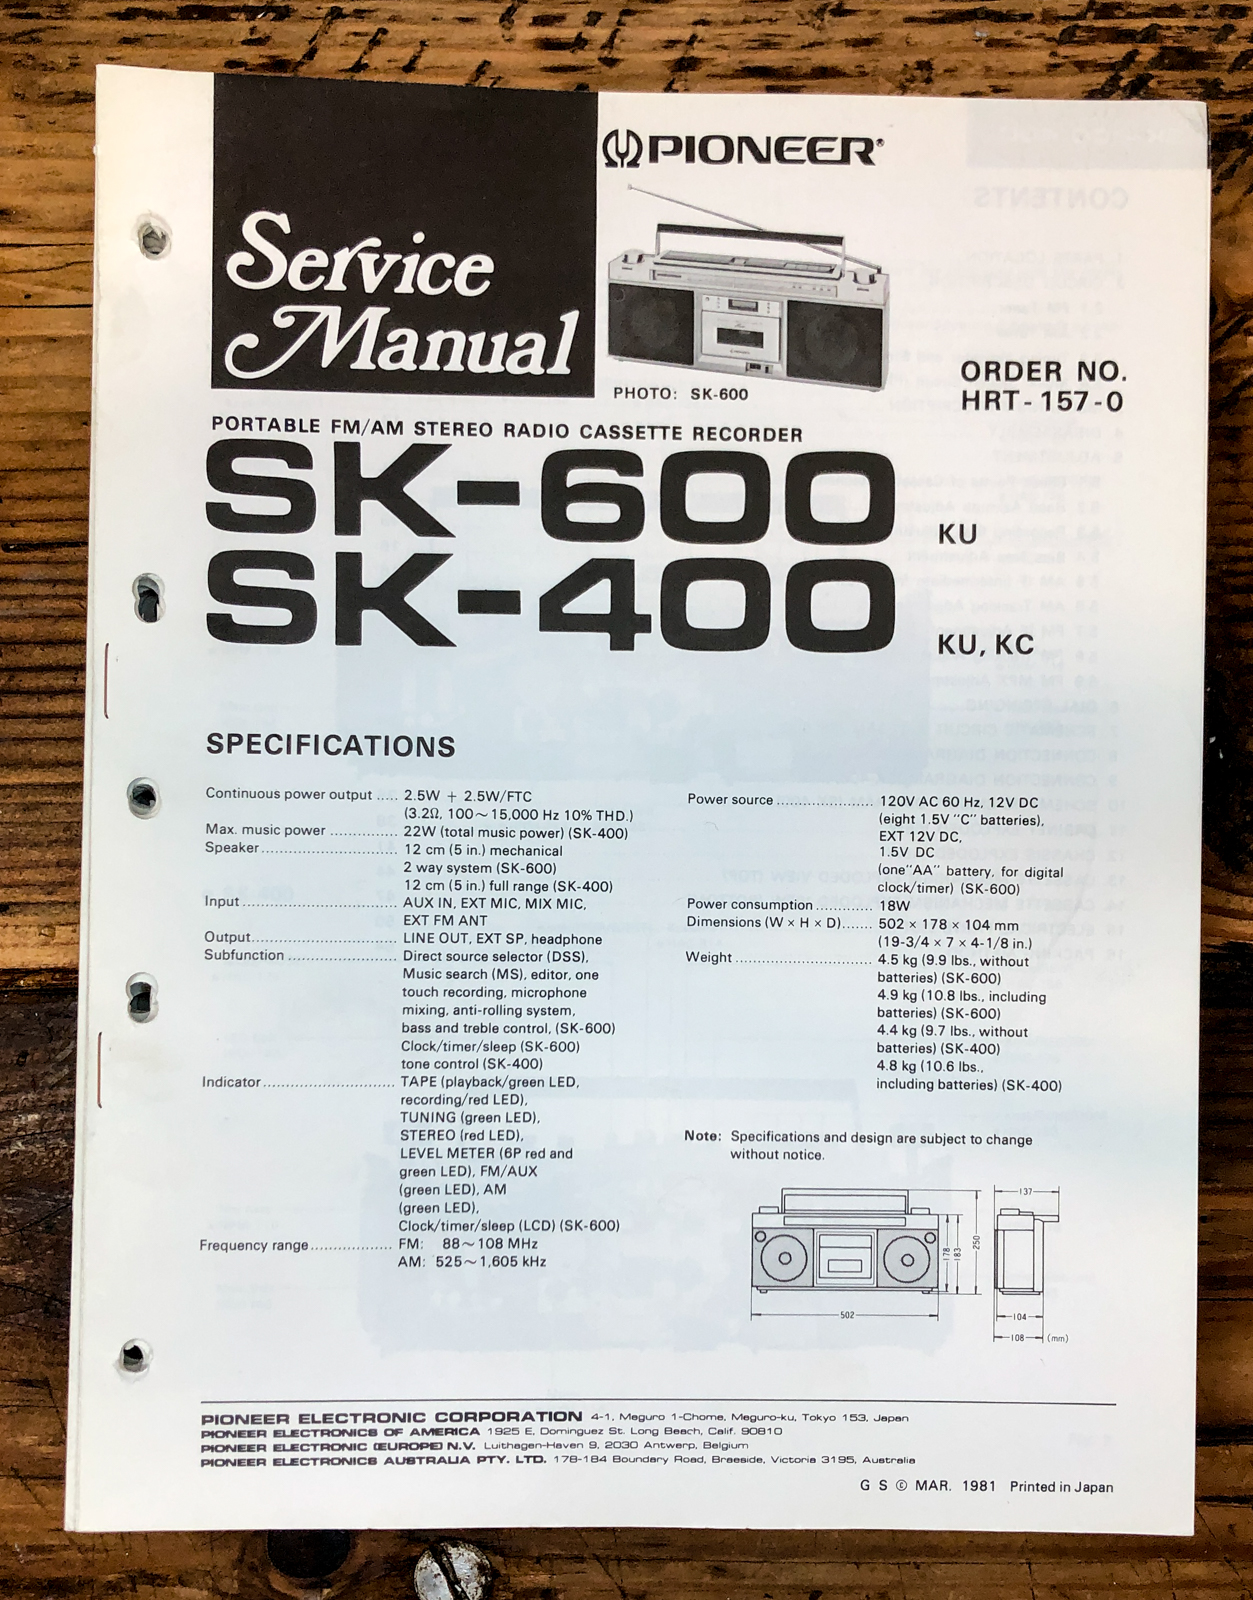 Service
Manual
PIONEER®
PHOTO: SK-600
ORDER NO.
HRT-157-0
PORTABLE FM/AM STEREO RADIO CASSETTE RECORDER
SK-600 KU
SK-400 KU, KC
SPECIFICATIONS
Continuous power output ..... 2.5W + 2.5W/FTC
(3.2Ω, 100~15,000 Hz 10% THD.)
Max. music power .............. 22W (total music power) (SK-400)
Speaker ............................ 12 cm (5 in.) mechanical
2 way system (SK-600)
12 cm (5 in.) full range (SK-400)
Input ................................. AUX IN, EXT MIC, MIX MIC,
EXT FM ANT
Output .............................. LINE OUT, EXT SP, headphone
Subfunction ....................... Direct source selector (DSS),
Music search (MS), editor, one
touch recording, microphone
mixing, anti-rolling system,
bass and treble control, (SK-600)
Clock/timer/sleep (SK-600)
tone control (SK-400)
Indicator ........................... TAPE (playback/green LED,
recording/red LED),
TUNING (green LED),
STEREO (red LED),
LEVEL METER (6P red and
green LED), FM/AUX
(green LED), AM
(green LED),
Clock/timer/sleep (LCD) (SK-600)
Frequency range ................. FM: 88~108 MHz
AM: 525~1,605 kHz
Power source .................... 120V AC 60 Hz, 12V DC
(eight 1.5V "C" batteries),
EXT 12V DC,
1.5V DC
(one"AA" battery, for digital
clock/timer) (SK-600)
Power consumption ............ 18W
Dimensions (W × H × D) ....... 502 × 178 × 104 mm
(19-3/4 × 7 × 4-1/8 in.)
Weight ............................. 4.5 kg (9.9 lbs., without
batteries) (SK-600)
4.9 kg (10.8 lbs., including
batteries) (SK-600)
4.4 kg (9.7 lbs., without
batteries) (SK-400)
4.8 kg (10.6 lbs.,
including batteries) (SK-400)
Note: Specifications and design are subject to change
without notice.
137
178
183
250
502
104
108 (mm)
PIONEER ELECTRONIC CORPORATION 4-1, Meguro 1-Chome, Meguro-ku, Tokyo 153, Japan
PIONEER ELECTRONICS OF AMERICA 1925 E. Dominguez St. Long Beach, Calif. 90810
PIONEER ELECTRONIC (EUROPE) N.V. Luithagen-Haven 9, 2030 Antwerp, Belgium
PIONEER ELECTRONICS AUSTRALIA PTY. LTD. 178-184 Boundary Road, Braeside, Victoria 3195, Australia
G S © MAR. 1981 Printed in Japan